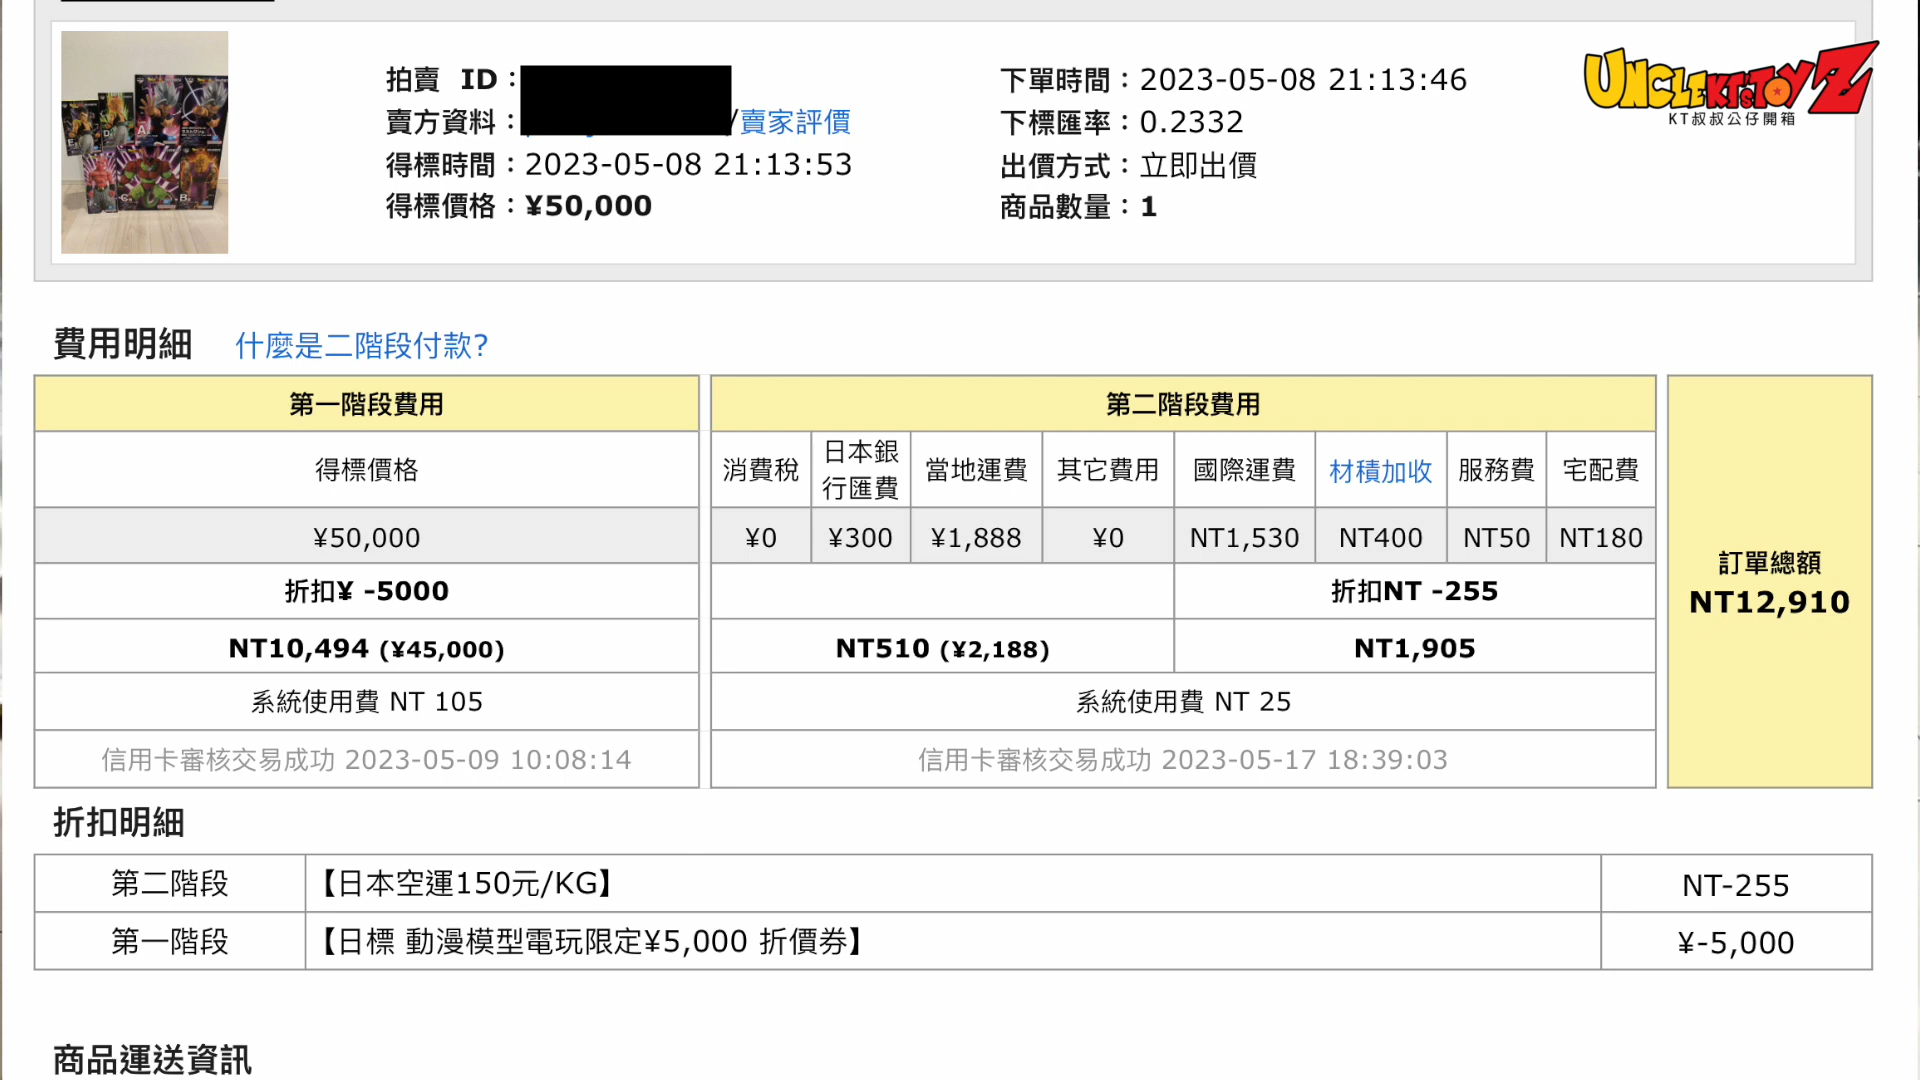 UNCLE KT's TOY Z
KT叔叔公仔開箱
拍賣 ID：
下單時間：2023-05-08 21:13:46
賣方資料：/賣家評價
下標匯率：0.2332
得標時間：2023-05-08 21:13:53
出價方式：立即出價
得標價格：¥50,000
商品數量：1
費用明細 什麼是二階段付款?
第一階段費用
得標價格
¥50,000
折扣¥ -5000
NT10,494 (¥45,000)
系統使用費 NT 105
信用卡審核交易成功 2023-05-09 10:08:14
第二階段費用
消費稅 日本銀行匯費 當地運費 其它費用 國際運費 材積加收 服務費 宅配費
¥0 ¥300 ¥1,888 ¥0 NT1,530 NT400 NT50 NT180
折扣NT -255
NT510 (¥2,188) NT1,905
系統使用費 NT 25
信用卡審核交易成功 2023-05-17 18:39:03
訂單總額
NT12,910
折扣明細
第二階段 【日本空運150元/KG】 NT-255
第一階段 【日標 動漫模型電玩限定¥5,000 折價券】 ¥-5,000
商品運送資訊